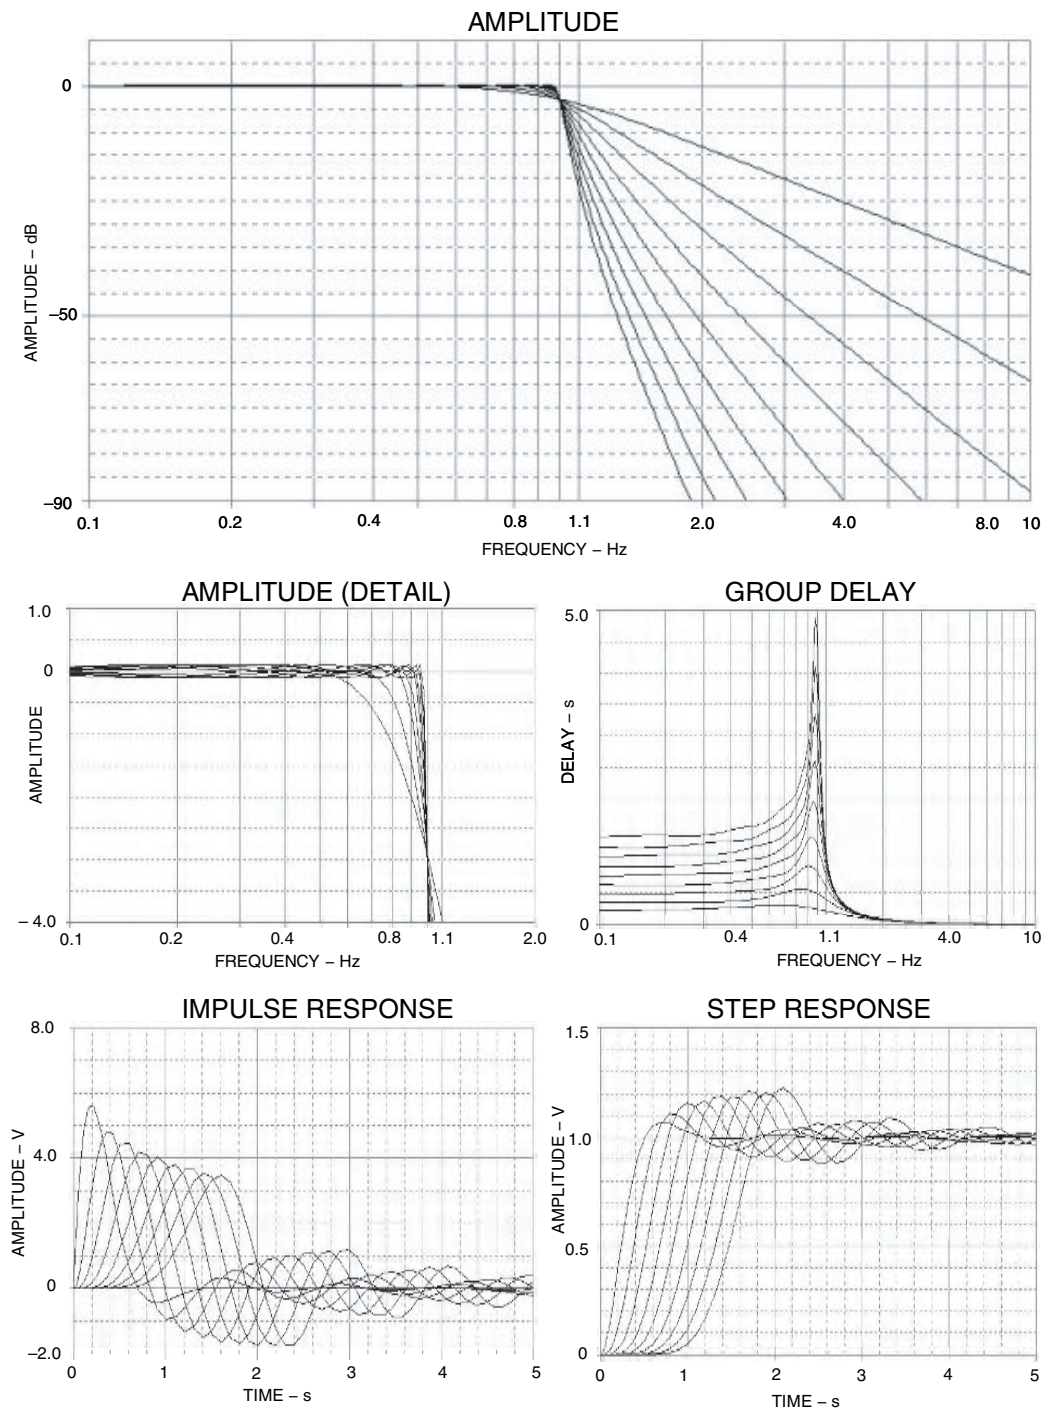 AMPLITUDE
0
–50
–90
AMPLITUDE – dB
0.1 0.2 0.4 0.8 1.1 2.0 4.0 8.0 10
FREQUENCY – Hz
AMPLITUDE (DETAIL)
1.0
0
–4.0
AMPLITUDE
0.1 0.2 0.4 0.8 1.1 2.0
FREQUENCY – Hz
GROUP DELAY
5.0
0
DELAY – s
0.1 0.4 1.1 4.0 10
FREQUENCY – Hz
IMPULSE RESPONSE
8.0
4.0
0
–2.0
AMPLITUDE – V
0 1 2 3 4 5
TIME – s
STEP RESPONSE
1.5
1.0
0.5
0
AMPLITUDE – V
0 1 2 3 4 5
TIME – s